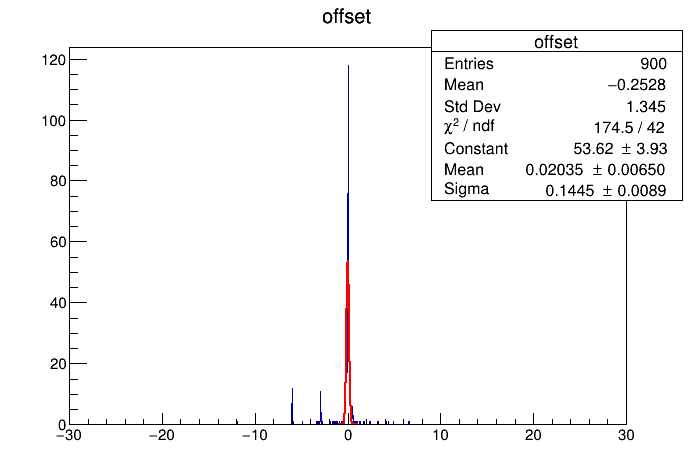 offset
offset
Entries 900
Mean −0.2528
Std Dev 1.345
χ² / ndf 174.5 / 42
Constant 53.62 ± 3.93
Mean 0.02035 ± 0.00650
Sigma 0.1445 ± 0.0089
120
100
80
60
40
20
0
−30 −20 −10 0 10 20 30